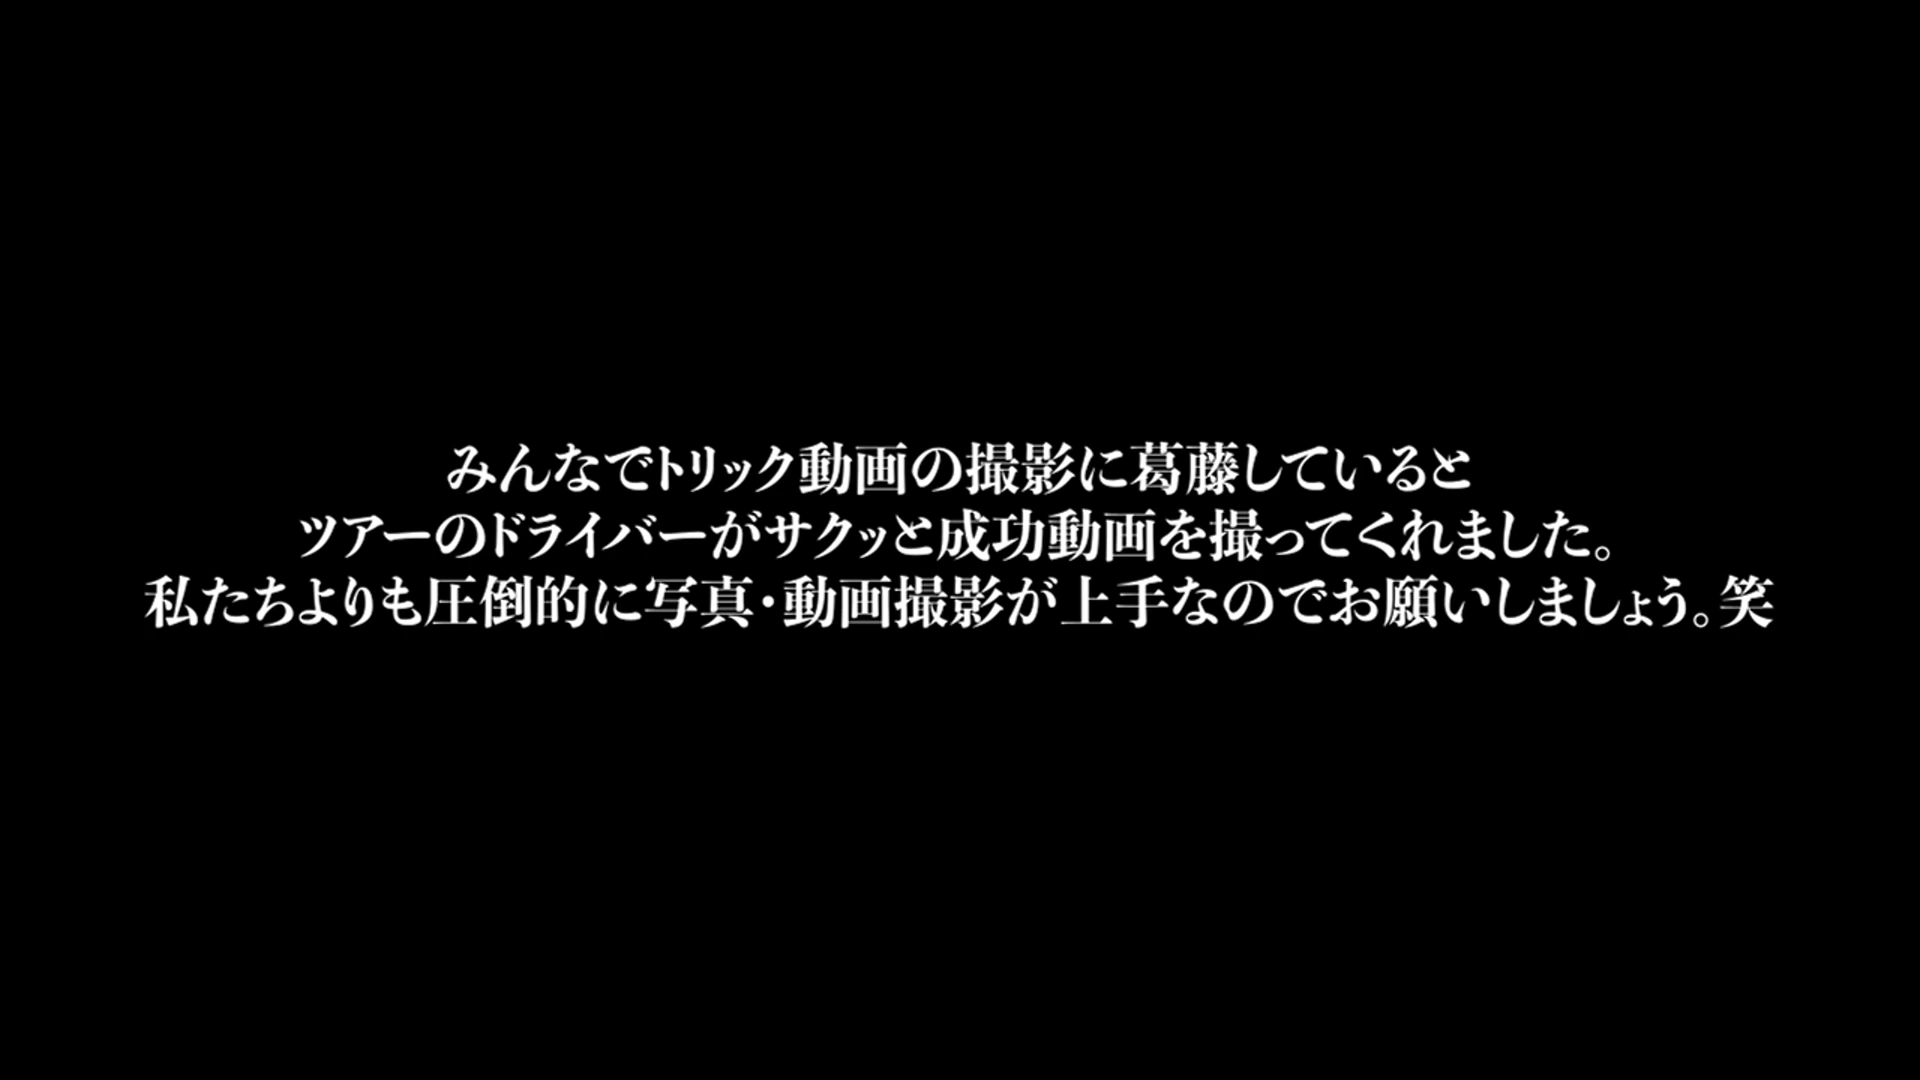 みんなでトリック動画の撮影に葛藤していると
ツアーのドライバーがサクッと成功動画を撮ってくれました。
私たちよりも圧倒的に写真・動画撮影が上手なのでお願いしましょう。笑